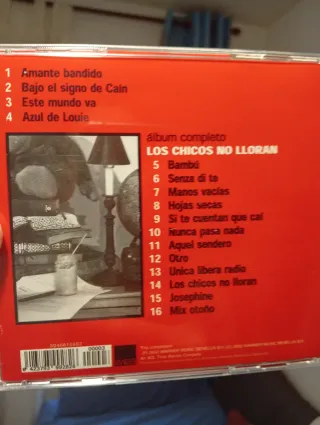 1 Amante bandido
2 Bajo el signo de Caín
3 Este mundo va
4 Azul de Louie
álbum completo
LOS CHICOS NO LLORAN
5 Bambú
6 Senza di te
7 Manos vacías
8 Hojas secas
9 Si te cuentan que caí
10 Nunca pasa nada
11 Aquel sendero
12 Otro
13 Unica libera radio
14 Los chicos no lloran
15 Josephine
16 Mix otoño